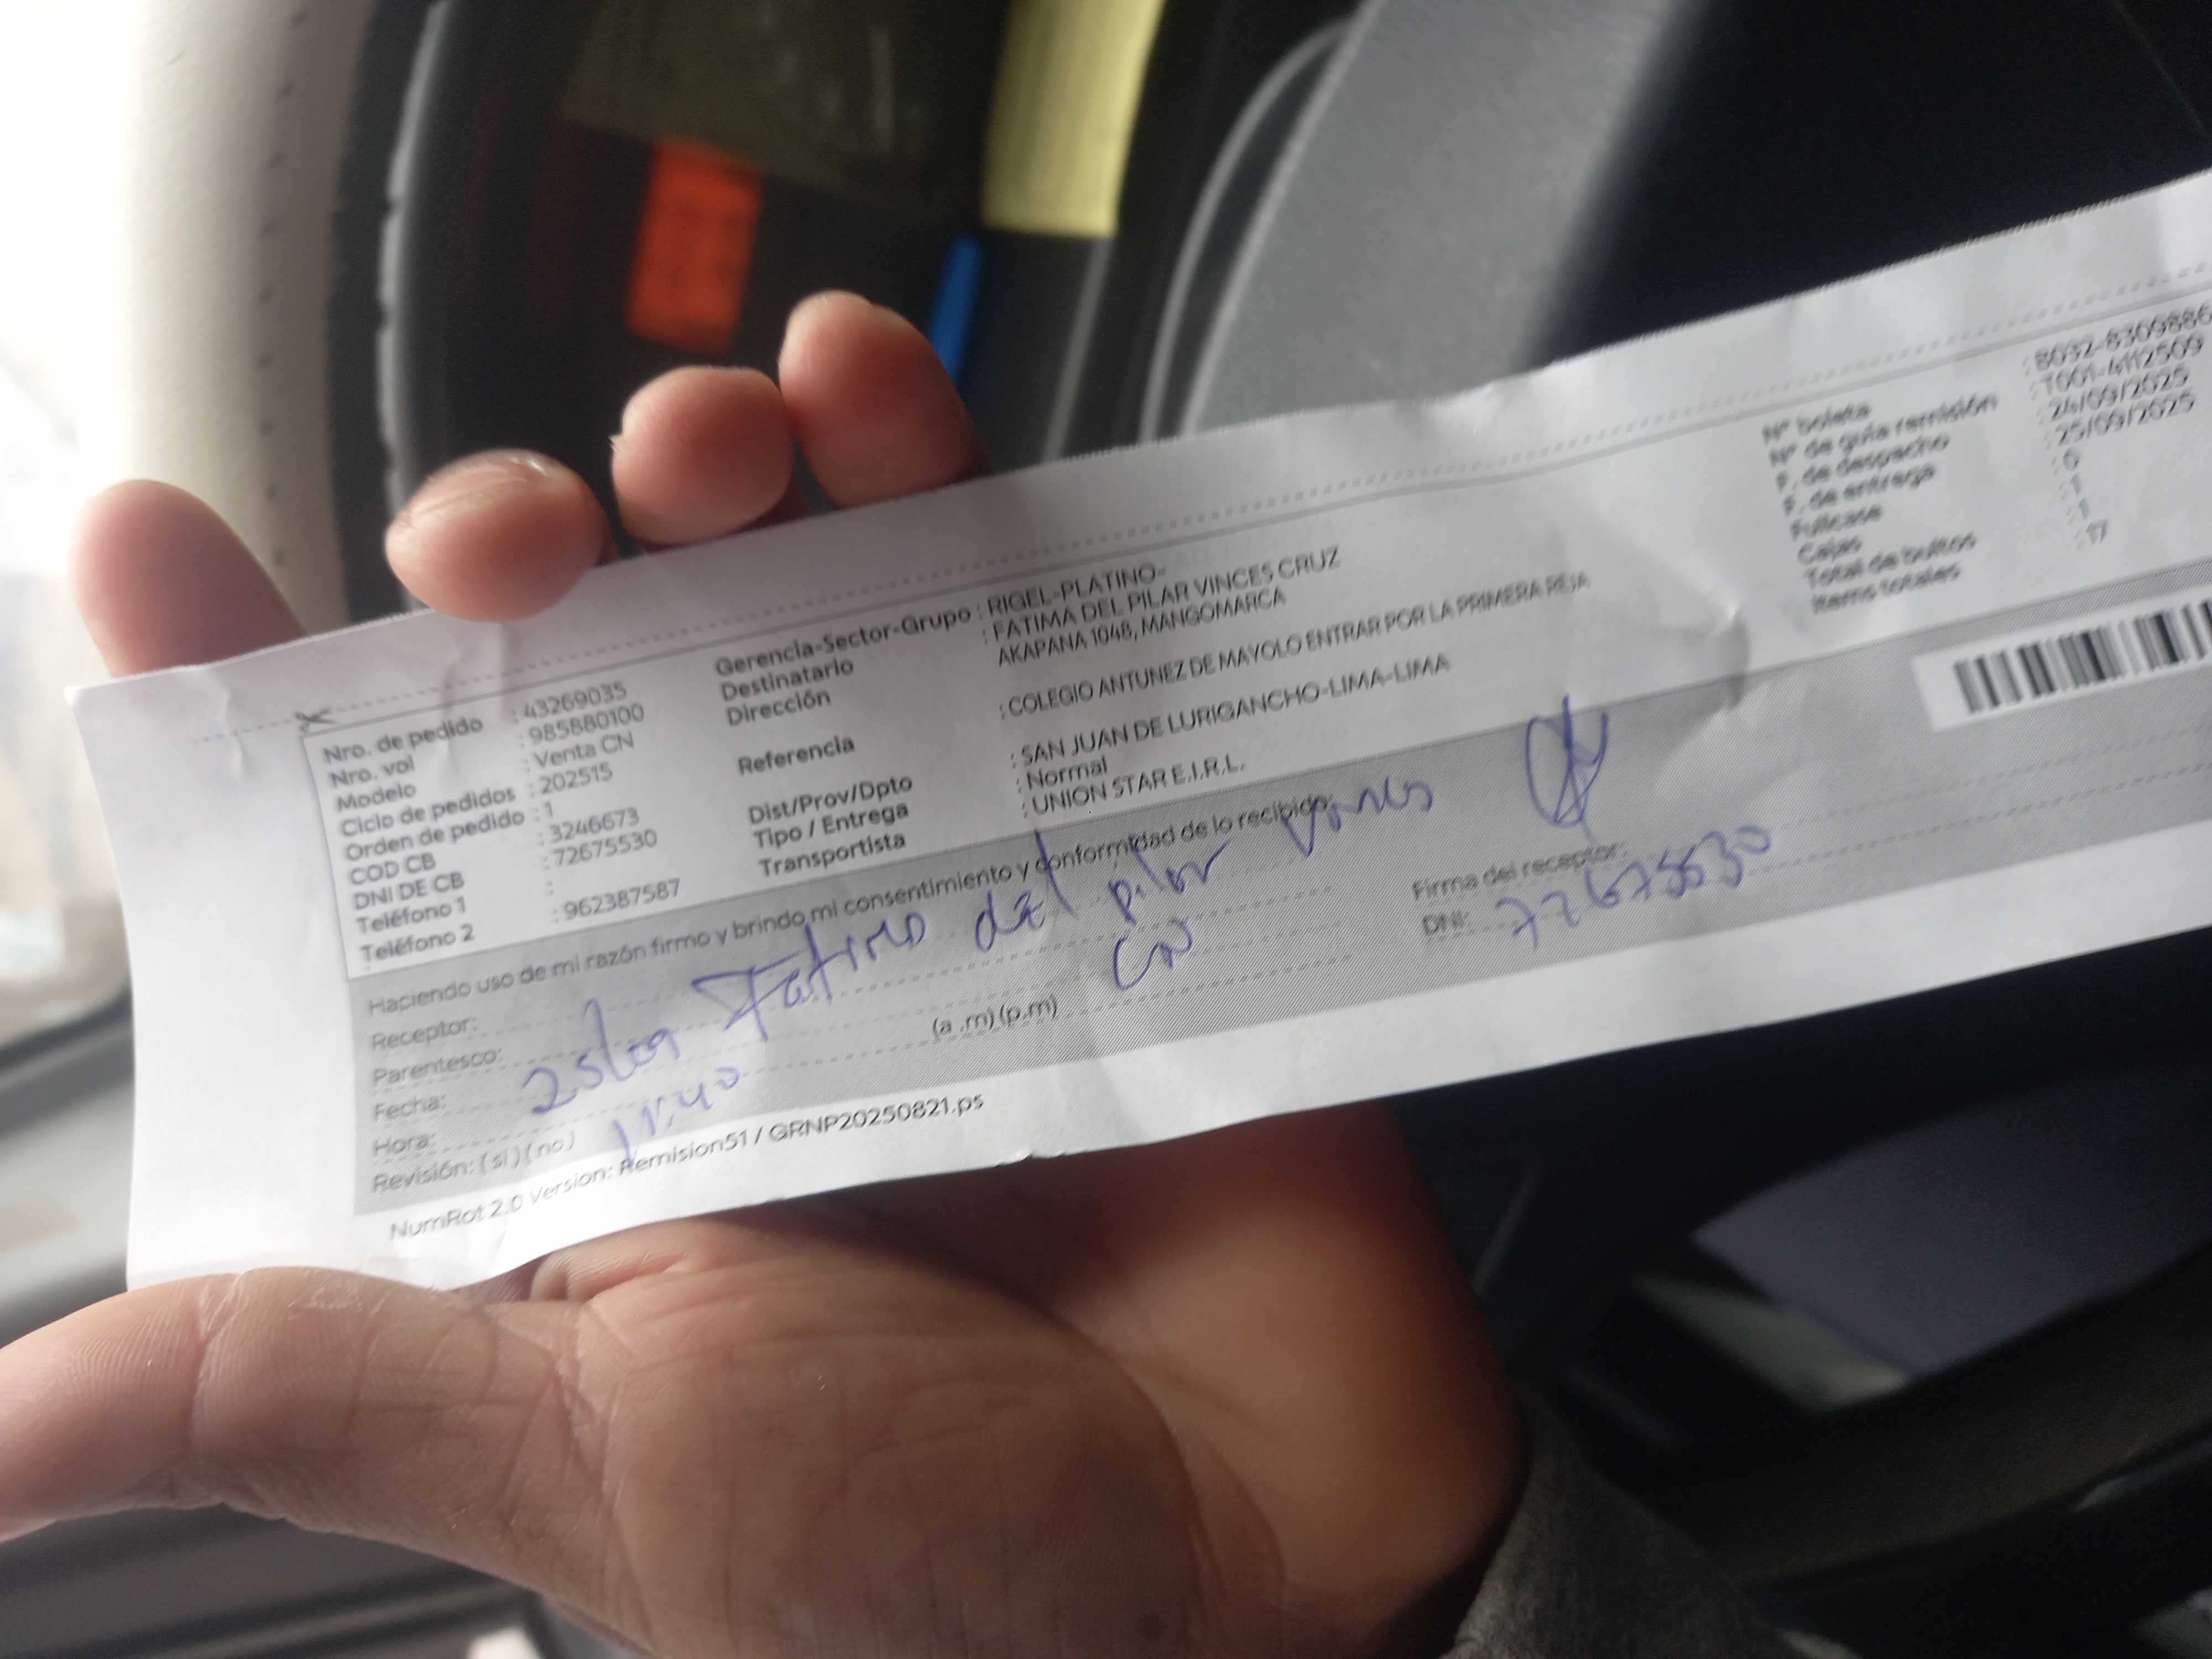 Nro. de pedido : 43269035
Nro. vol : 985880100
Modelo : Venta CN
Ciclo de pedidos : 202515
Orden de pedido : 1
COD CB : 3246673
DNI DE CB : 72675530
Teléfono 1 :
Teléfono 2 : 962387587
Gerencia-Sector-Grupo : RIGEL-PLATINO-
Destinatario : FATIMA DEL PILAR VINCES CRUZ
Dirección AKAPANA 1048, MANGOMARCA
Referencia : COLEGIO ANTUNEZ DE MAYOLO ENTRAR POR LA PRIMERA REJA
Dist/Prov/Dpto : SAN JUAN DE LURIGANCHO-LIMA-LIMA
Tipo / Entrega : Normal
Transportista : UNION STAR E.I.R.L.
N° boleta : B032-8309886
N° de guía remisión : T001-4112509
F. de despacho : 24/09/2025
F. de entrega : 25/09/2025
Fullcase : 0
Cajas : 1
Total de bultos : 1
Items totales : 17
Haciendo uso de mi razón firmo y brindo mi consentimiento y conformidad de lo recibido:
Receptor: Fatima del pilar vinces
Parentesco: CN
Fecha:
Hora: (a .m) (p.m)
Revisión: ( si ) ( no ) 11:40
Firma del receptor:
DNI: 72675530
NumRot 2.0 Version: Remision51 / GRNP20250821.ps